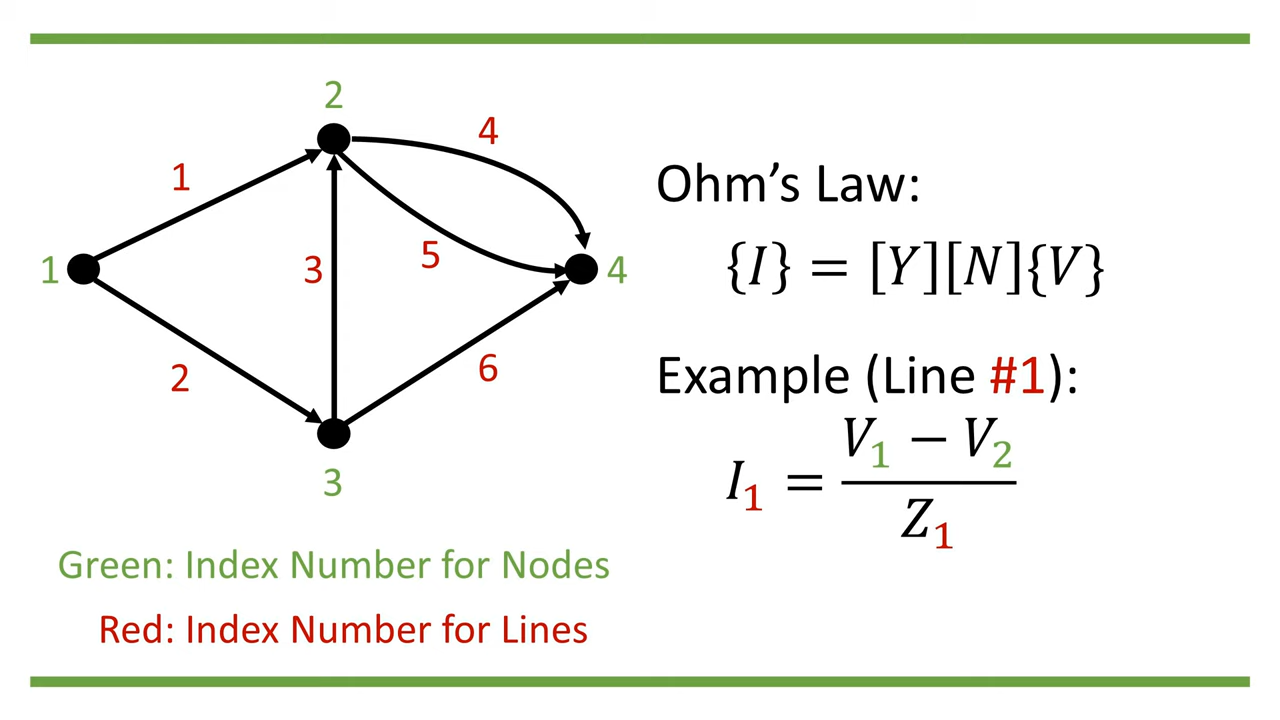 2
4
1
1
3
5
4
2
6
3
Green: Index Number for Nodes
Red: Index Number for Lines
Ohm’s Law:
{I} = [Y][N]{V}
Example (Line #1):
I₁ = (V₁ − V₂) / Z₁